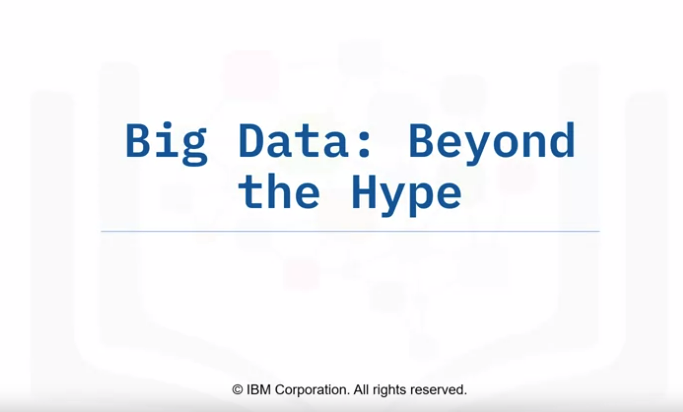 Big Data: Beyond
the Hype
© IBM Corporation. All rights reserved.